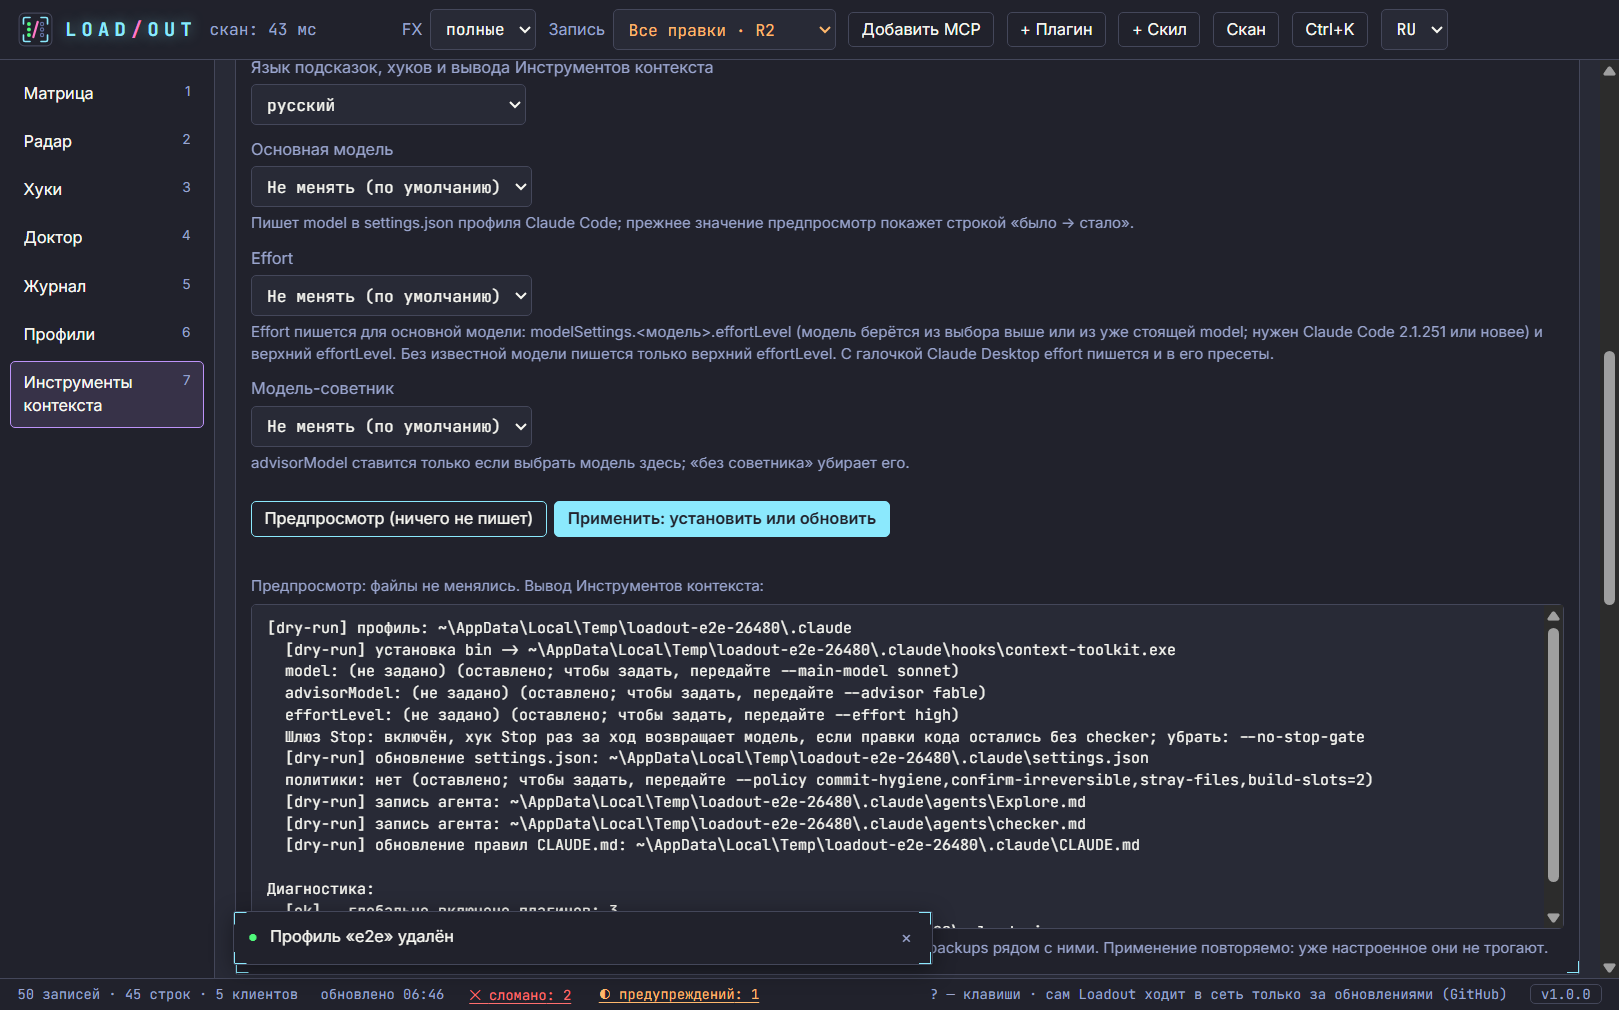 LOAD/OUT скан: 43 мс FX полные Запись Все правки · R2 Добавить MCP + Плагин + Скил Скан Ctrl+K RU
Матрица 1
Радар 2
Хуки 3
Доктор 4
Журнал 5
Профили 6
Инструменты контекста 7
Язык подсказок, хуков и вывода Инструментов контекста
русский
Основная модель
Не менять (по умолчанию)
Пишет model в settings.json профиля Claude Code; прежнее значение предпросмотр покажет строкой «было → стало».
Effort
Не менять (по умолчанию)
Effort пишется для основной модели: modelSettings.<модель>.effortLevel (модель берётся из выбора выше или из уже стоящей model; нужен Claude Code 2.1.251 или новее) и
верхний effortLevel. Без известной модели пишется только верхний effortLevel. С галочкой Claude Desktop effort пишется и в его пресеты.
Модель-советник
Не менять (по умолчанию)
advisorModel ставится только если выбрать модель здесь; «без советника» убирает его.
Предпросмотр (ничего не пишет) Применить: установить или обновить
Предпросмотр: файлы не менялись. Вывод Инструментов контекста:
[dry-run] профиль: ~\AppData\Local\Temp\loadout-e2e-26480\.claude
[dry-run] установка bin → ~\AppData\Local\Temp\loadout-e2e-26480\.claude\hooks\context-toolkit.exe
model: (не задано) (оставлено; чтобы задать, передайте --main-model sonnet)
advisorModel: (не задано) (оставлено; чтобы задать, передайте --advisor fable)
effortLevel: (не задано) (оставлено; чтобы задать, передайте --effort high)
Шлюз Stop: включён, хук Stop раз за ход возвращает модель, если правки кода остались без checker; убрать: --no-stop-gate
[dry-run] обновление settings.json: ~\AppData\Local\Temp\loadout-e2e-26480\.claude\settings.json
политики: нет (оставлено; чтобы задать, передайте --policy commit-hygiene,confirm-irreversible,stray-files,build-slots=2)
[dry-run] запись агента: ~\AppData\Local\Temp\loadout-e2e-26480\.claude\agents\Explore.md
[dry-run] запись агента: ~\AppData\Local\Temp\loadout-e2e-26480\.claude\agents\checker.md
[dry-run] обновление правил CLAUDE.md: ~\AppData\Local\Temp\loadout-e2e-26480\.claude\CLAUDE.md
Диагностика:
[ok] глобально включено плагинов: 3
Профиль «e2e» удалён ×
backups рядом с ними. Применение повторяемо: уже настроенное они не трогают.
50 записей · 45 строк · 5 клиентов обновлено 06:46 сломано: 2 предупреждений: 1 ? — клавиши · сам Loadout ходит в сеть только за обновлениями (GitHub) v1.0.0